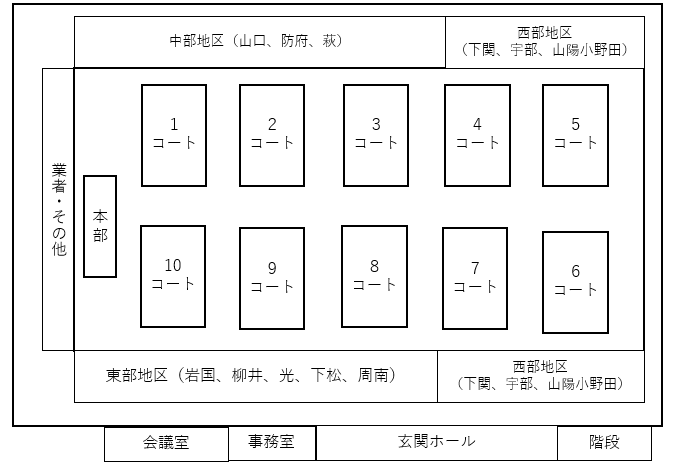 中部地区（山口、防府、萩）
西部地区
（下関、宇部、山陽小野田）
1
コート
2
コート
3
コート
4
コート
5
コート
業者・その他
本部
10
コート
9
コート
8
コート
7
コート
6
コート
東部地区（岩国、柳井、光、下松、周南）
西部地区
（下関、宇部、山陽小野田）
会議室
事務室
玄関ホール
階段